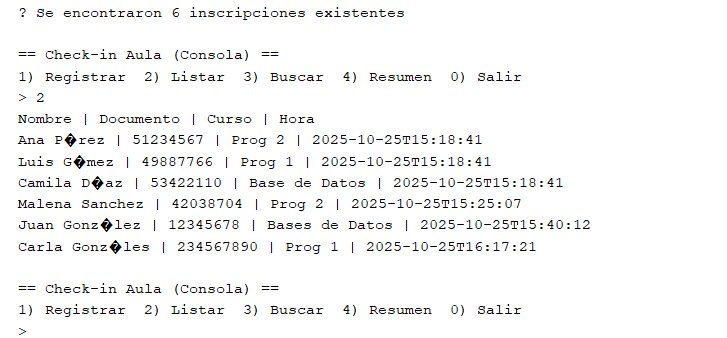 ? Se encontraron 6 inscripciones existentes
== Check-in Aula (Consola) ==
1) Registrar  2) Listar  3) Buscar  4) Resumen  0) Salir
> 2
Nombre | Documento | Curso | Hora
Ana P�rez | 51234567 | Prog 2 | 2025-10-25T15:18:41
Luis G�mez | 49887766 | Prog 1 | 2025-10-25T15:18:41
Camila D�az | 53422110 | Base de Datos | 2025-10-25T15:18:41
Malena Sanchez | 42038704 | Prog 2 | 2025-10-25T15:25:07
Juan Gonz�lez | 12345678 | Bases de Datos | 2025-10-25T15:40:12
Carla Gonz�les | 234567890 | Prog 1 | 2025-10-25T16:17:21
== Check-in Aula (Consola) ==
1) Registrar  2) Listar  3) Buscar  4) Resumen  0) Salir
>